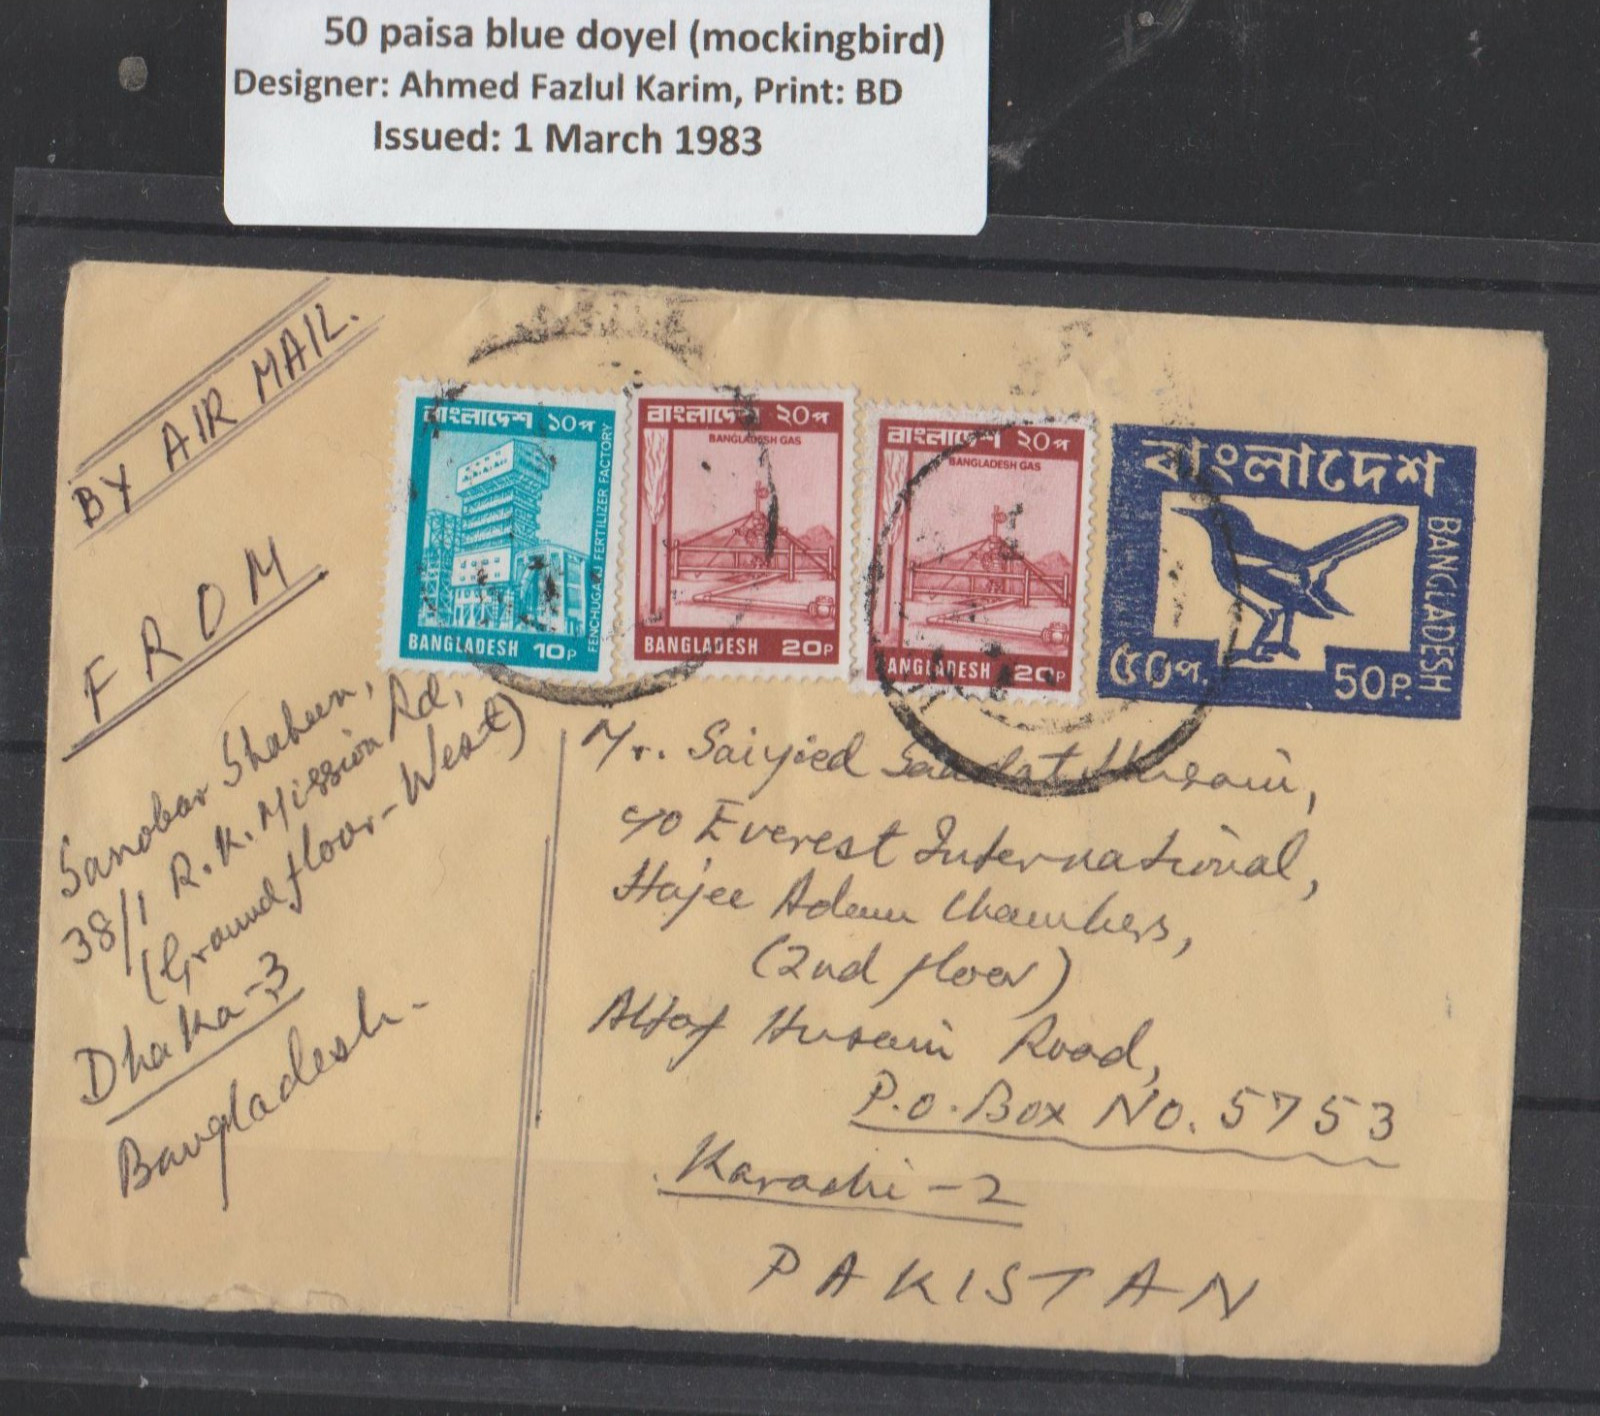 50 paisa blue doyel (mockingbird)
Designer: Ahmed Fazlul Karim, Print: BD
Issued: 1 March 1983
BY AIR MAIL.
FROM
Sanobar Shaheen,
38/1 R.K. Mission Rd,
(Ground floor-West)
Dhaka-3
Bangladesh.
বাংলাদেশ ১০প
FENCHUGANJ FERTILIZER FACTORY
BANGLADESH 10P
বাংলাদেশ ২০প
BANGLADESH GAS
BANGLADESH 20P
বাংলাদেশ ২০প
BANGLADESH GAS
BANGLADESH 20P
বাংলাদেশ
BANGLADESH
৫০প. 50P.
Mr. Saiyied Saadat Husain,
c/o Everest International,
Hajee Adam Chambers,
(2nd floor)
Altaf Husain Road,
P.O. Box No. 5753
Karachi-2
PAKISTAN